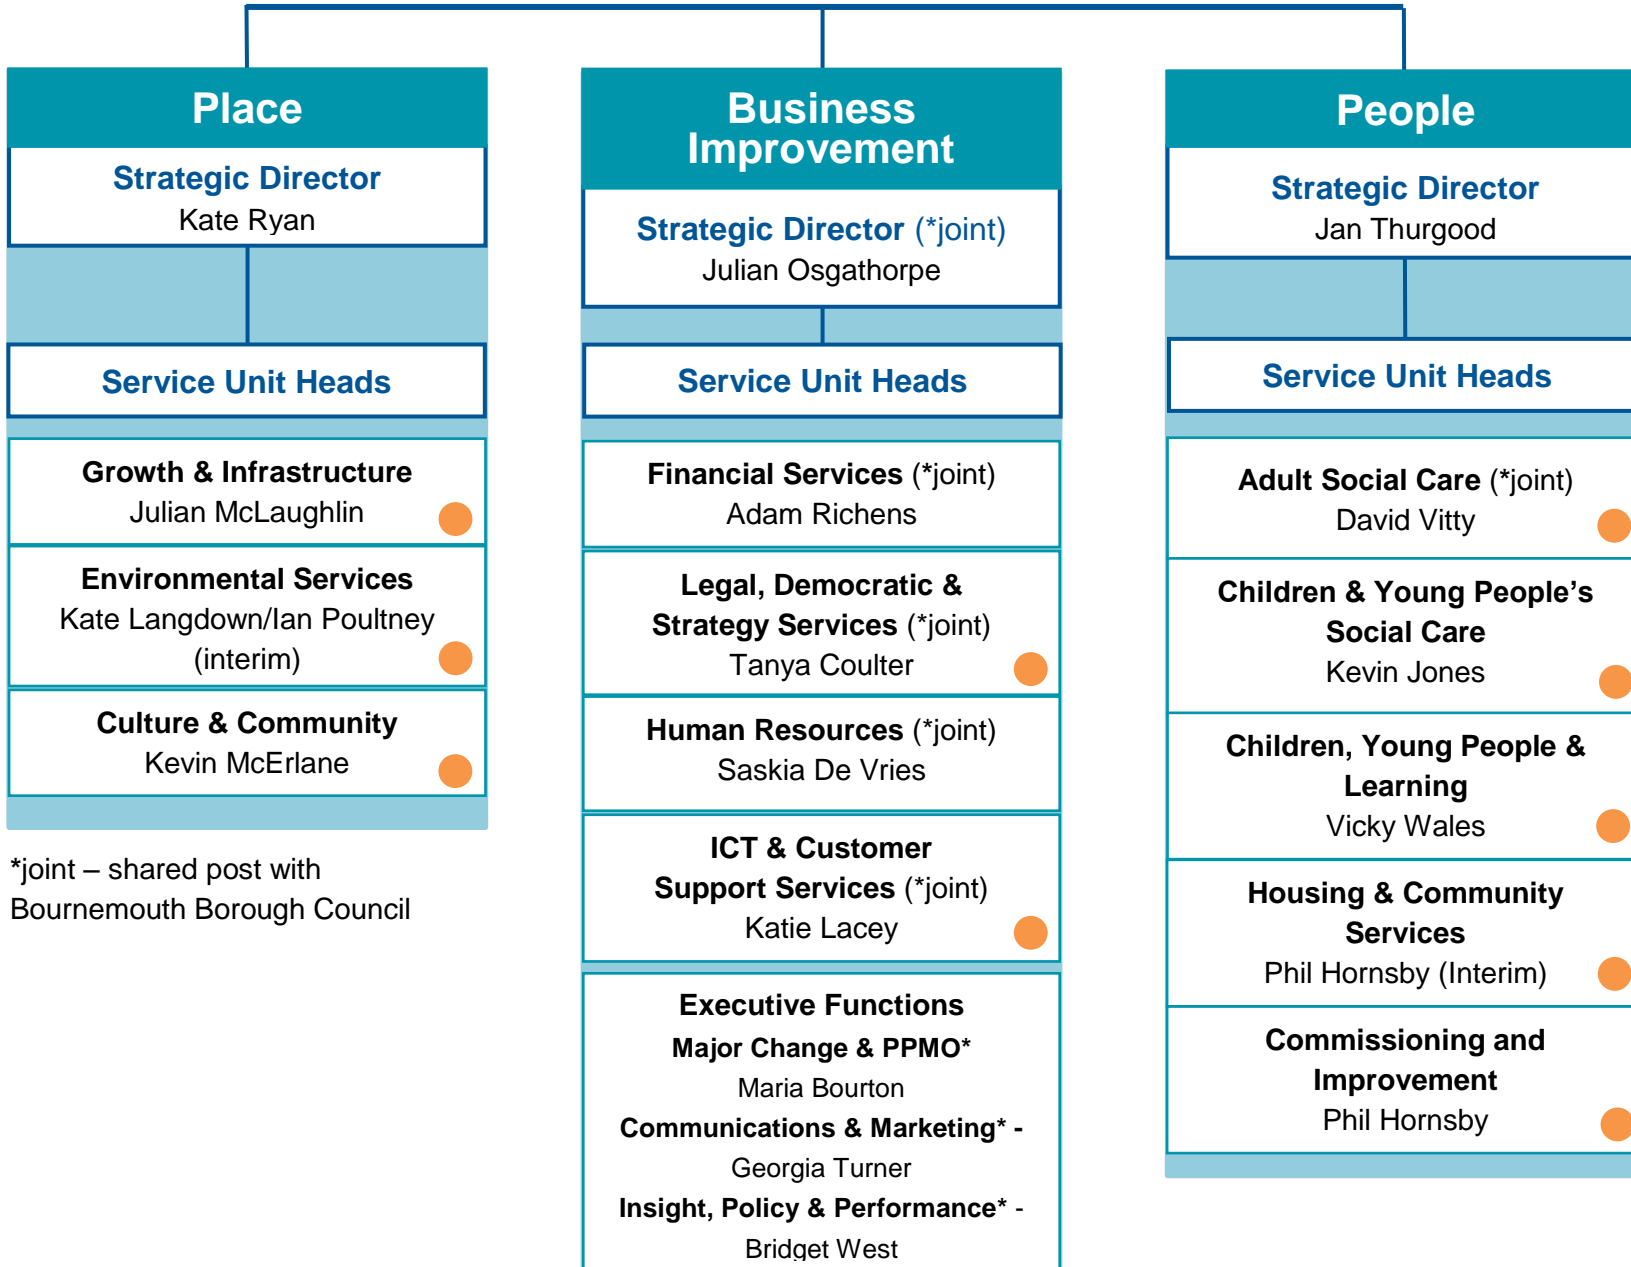 Place
Strategic Director
Kate Ryan
Service Unit Heads
Growth & Infrastructure
Julian McLaughlin
Environmental Services
Kate Langdown/Ian Poultney
(interim)
Culture & Community
Kevin McErlane
*joint – shared post with
Bournemouth Borough Council
Business
Improvement
Strategic Director (*joint)
Julian Osgathorpe
Service Unit Heads
Financial Services (*joint)
Adam Richens
Legal, Democratic &
Strategy Services (*joint)
Tanya Coulter
Human Resources (*joint)
Saskia De Vries
ICT & Customer
Support Services (*joint)
Katie Lacey
Executive Functions
Major Change & PPMO*
Maria Bourton
Communications & Marketing* -
Georgia Turner
Insight, Policy & Performance* -
Bridget West
People
Strategic Director
Jan Thurgood
Service Unit Heads
Adult Social Care (*joint)
David Vitty
Children & Young People’s
Social Care
Kevin Jones
Children, Young People &
Learning
Vicky Wales
Housing & Community
Services
Phil Hornsby (Interim)
Commissioning and
Improvement
Phil Hornsby